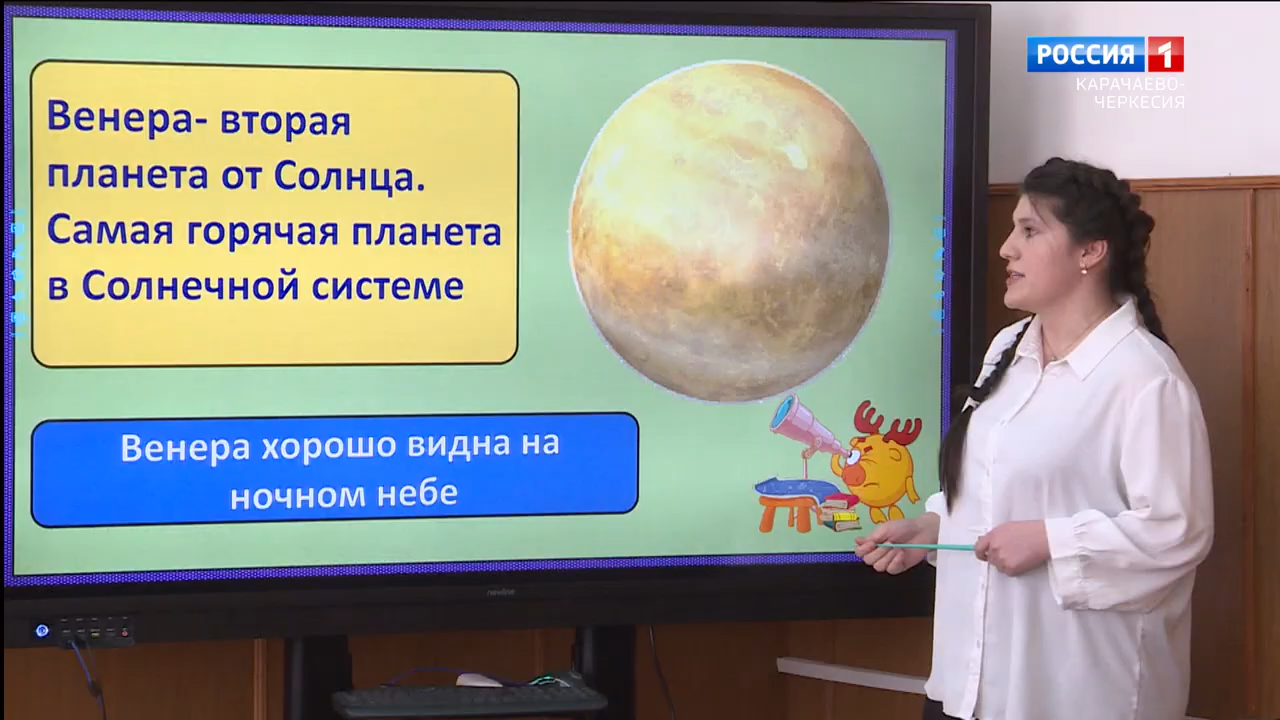 РОССИЯ 1
КАРАЧАЕВО-
ЧЕРКЕСИЯ
Венера- вторая
планета от Солнца.
Самая горячая планета
в Солнечной системе
Венера хорошо видна на
ночном небе
newline